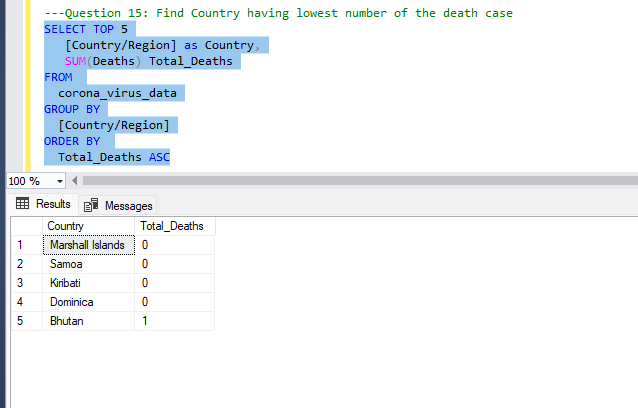 ---Question 15: Find Country having lowest number of the death case
SELECT TOP 5
[Country/Region] as Country,
SUM(Deaths) Total_Deaths
FROM
corona_virus_data
GROUP BY
[Country/Region]
ORDER BY
Total_Deaths ASC
100 %
Results Messages
Country Total_Deaths
1 Marshall Islands 0
2 Samoa 0
3 Kiribati 0
4 Dominica 0
5 Bhutan 1